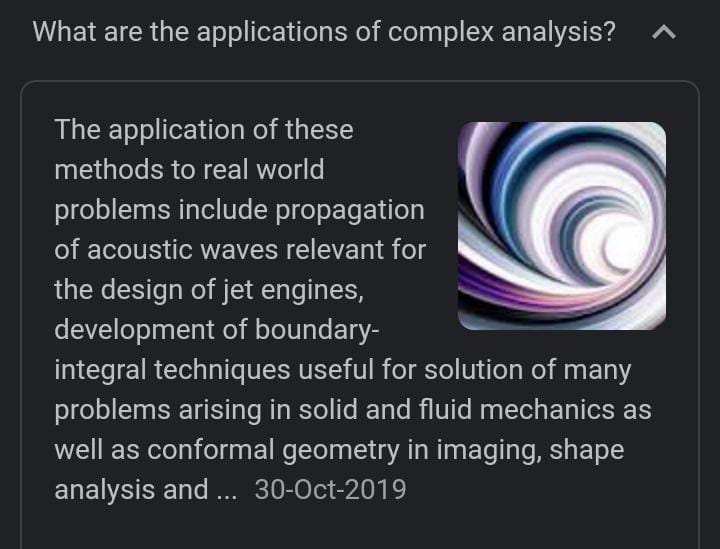 What are the applications of complex analysis?
The application of these
methods to real world
problems include propagation
of acoustic waves relevant for
the design of jet engines,
development of boundary-
integral techniques useful for solution of many
problems arising in solid and fluid mechanics as
well as conformal geometry in imaging, shape
analysis and ... 30-Oct-2019